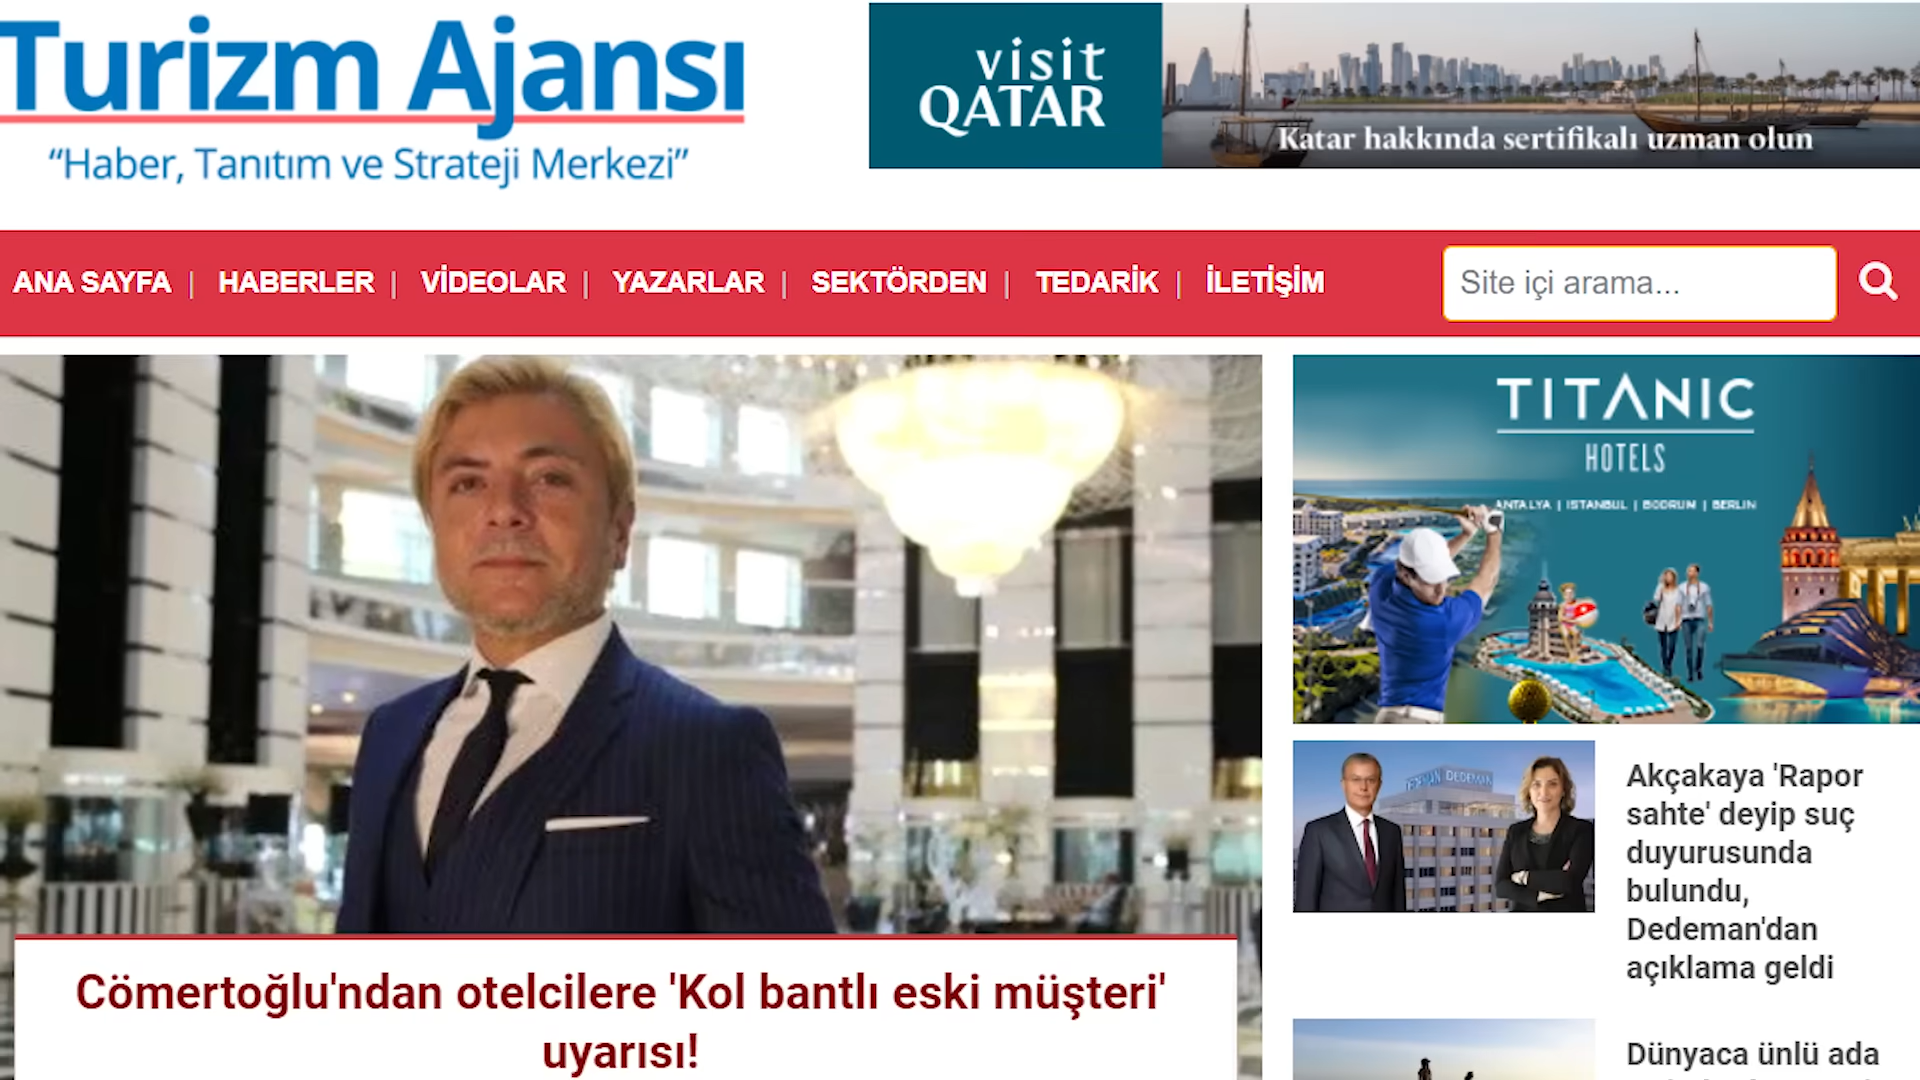 Turizm Ajansı
“Haber, Tanıtım ve Strateji Merkezi”
visit
QATAR
Katar hakkında sertifikalı uzman olun
ANA SAYFA | HABERLER | VİDEOLAR | YAZARLAR | SEKTÖRDEN | TEDARİK | İLETİŞİM
Site içi arama...
TITANIC
HOTELS
ANTALYA | ISTANBUL | BODRUM | BERLIN
Cömertoğlu'ndan otelcilere 'Kol bantlı eski müşteri'
uyarısı!
DEDEMAN
Akçakaya 'Rapor
sahte' deyip suç
duyurusunda
bulundu,
Dedeman'dan
açıklama geldi
Dünyaca ünlü ada